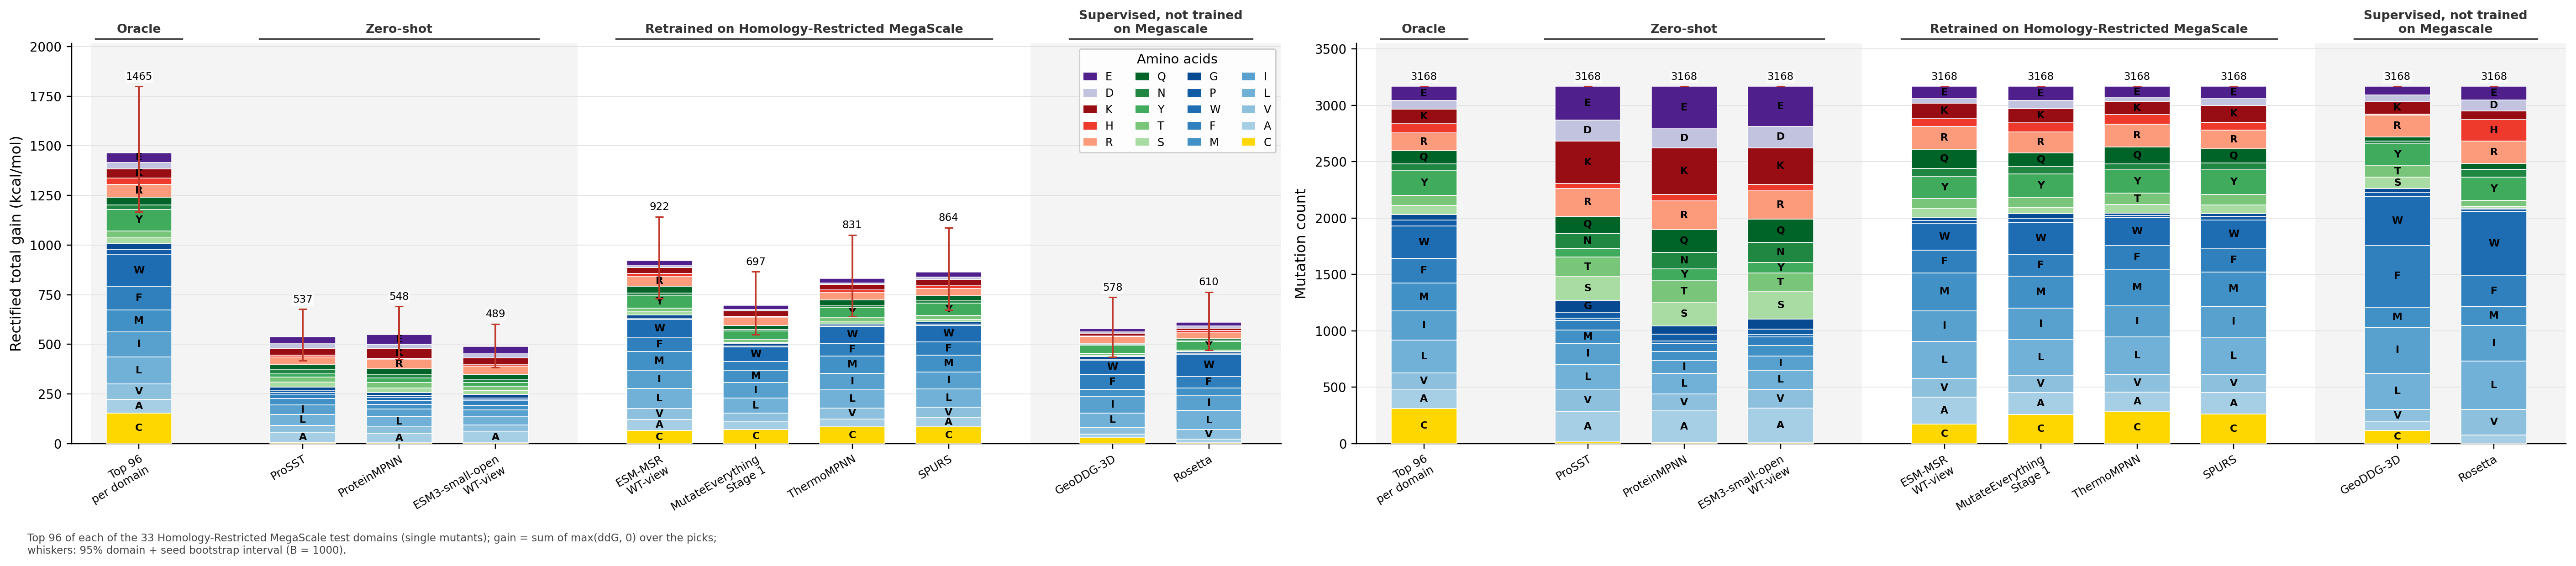 Oracle
Zero-shot
Retrained on Homology-Restricted MegaScale
Supervised, not trained
on Megascale
Rectified total gain (kcal/mol)
2000
1750
1500
1250
1000
750
500
250
0
Amino acids
E Q G I
D N P L
K Y W V
H T F A
R S M C
1465
537
548
489
922
697
831
864
578
610
E
K
R
Y
W
F
M
I
L
V
A
C
I
L
A
E
K
R
L
A
A
R
Y
W
F
M
I
L
V
A
C
W
M
I
L
C
Y
W
F
M
I
L
V
C
Y
W
F
M
I
L
V
A
C
W
F
I
L
Y
W
F
I
L
V
Top 96
per domain
ProSST
ProteinMPNN
ESM3-small-open
WT-view
ESM-MSR
WT-view
MutateEverything
Stage 1
ThermoMPNN
SPURS
GeoDDG-3D
Rosetta
Oracle
Zero-shot
Retrained on Homology-Restricted MegaScale
Supervised, not trained
on Megascale
Mutation count
3500
3000
2500
2000
1500
1000
500
0
3168
3168
3168
3168
3168
3168
3168
3168
3168
3168
E
K
R
Q
Y
W
F
M
I
L
V
A
C
E
D
K
R
Q
N
T
S
G
M
I
L
V
A
E
D
K
R
Q
N
Y
T
S
I
L
V
A
E
D
K
R
Q
N
Y
T
S
I
L
V
A
E
K
R
Q
Y
W
F
M
I
L
V
A
C
E
K
R
Q
Y
W
F
M
I
L
V
A
C
E
K
R
Q
Y
T
W
F
M
I
L
V
A
C
E
K
R
Q
Y
W
F
M
I
L
V
A
C
K
R
Y
T
S
W
F
M
I
L
V
C
E
D
H
R
Y
W
F
M
I
L
V
Top 96
per domain
ProSST
ProteinMPNN
ESM3-small-open
WT-view
ESM-MSR
WT-view
MutateEverything
Stage 1
ThermoMPNN
SPURS
GeoDDG-3D
Rosetta
Top 96 of each of the 33 Homology-Restricted MegaScale test domains (single mutants); gain = sum of max(ddG, 0) over the picks;
whiskers: 95% domain + seed bootstrap interval (B = 1000).